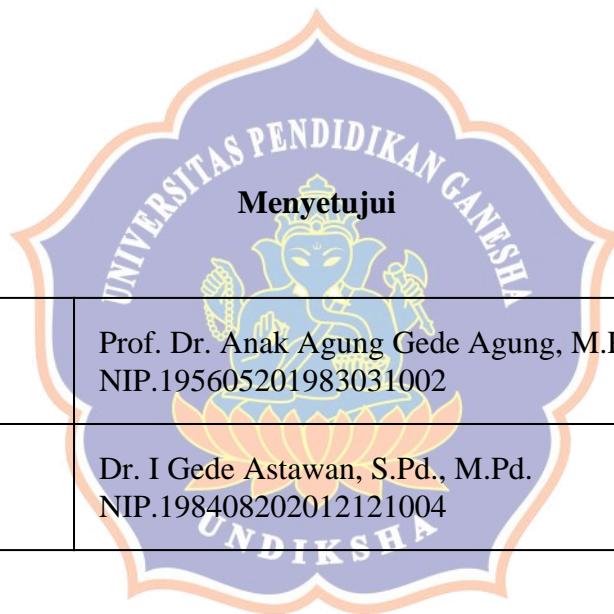 UNIVERSITAS PENDIDIKAN GANESHA
Menyetujui
Prof. Dr. Anak Agung Gede Agung, M.P
NIP.195605201983031002
Dr. I Gede Astawan, S.Pd., M.Pd.
NIP.198408202012121004
UNDIKSHA